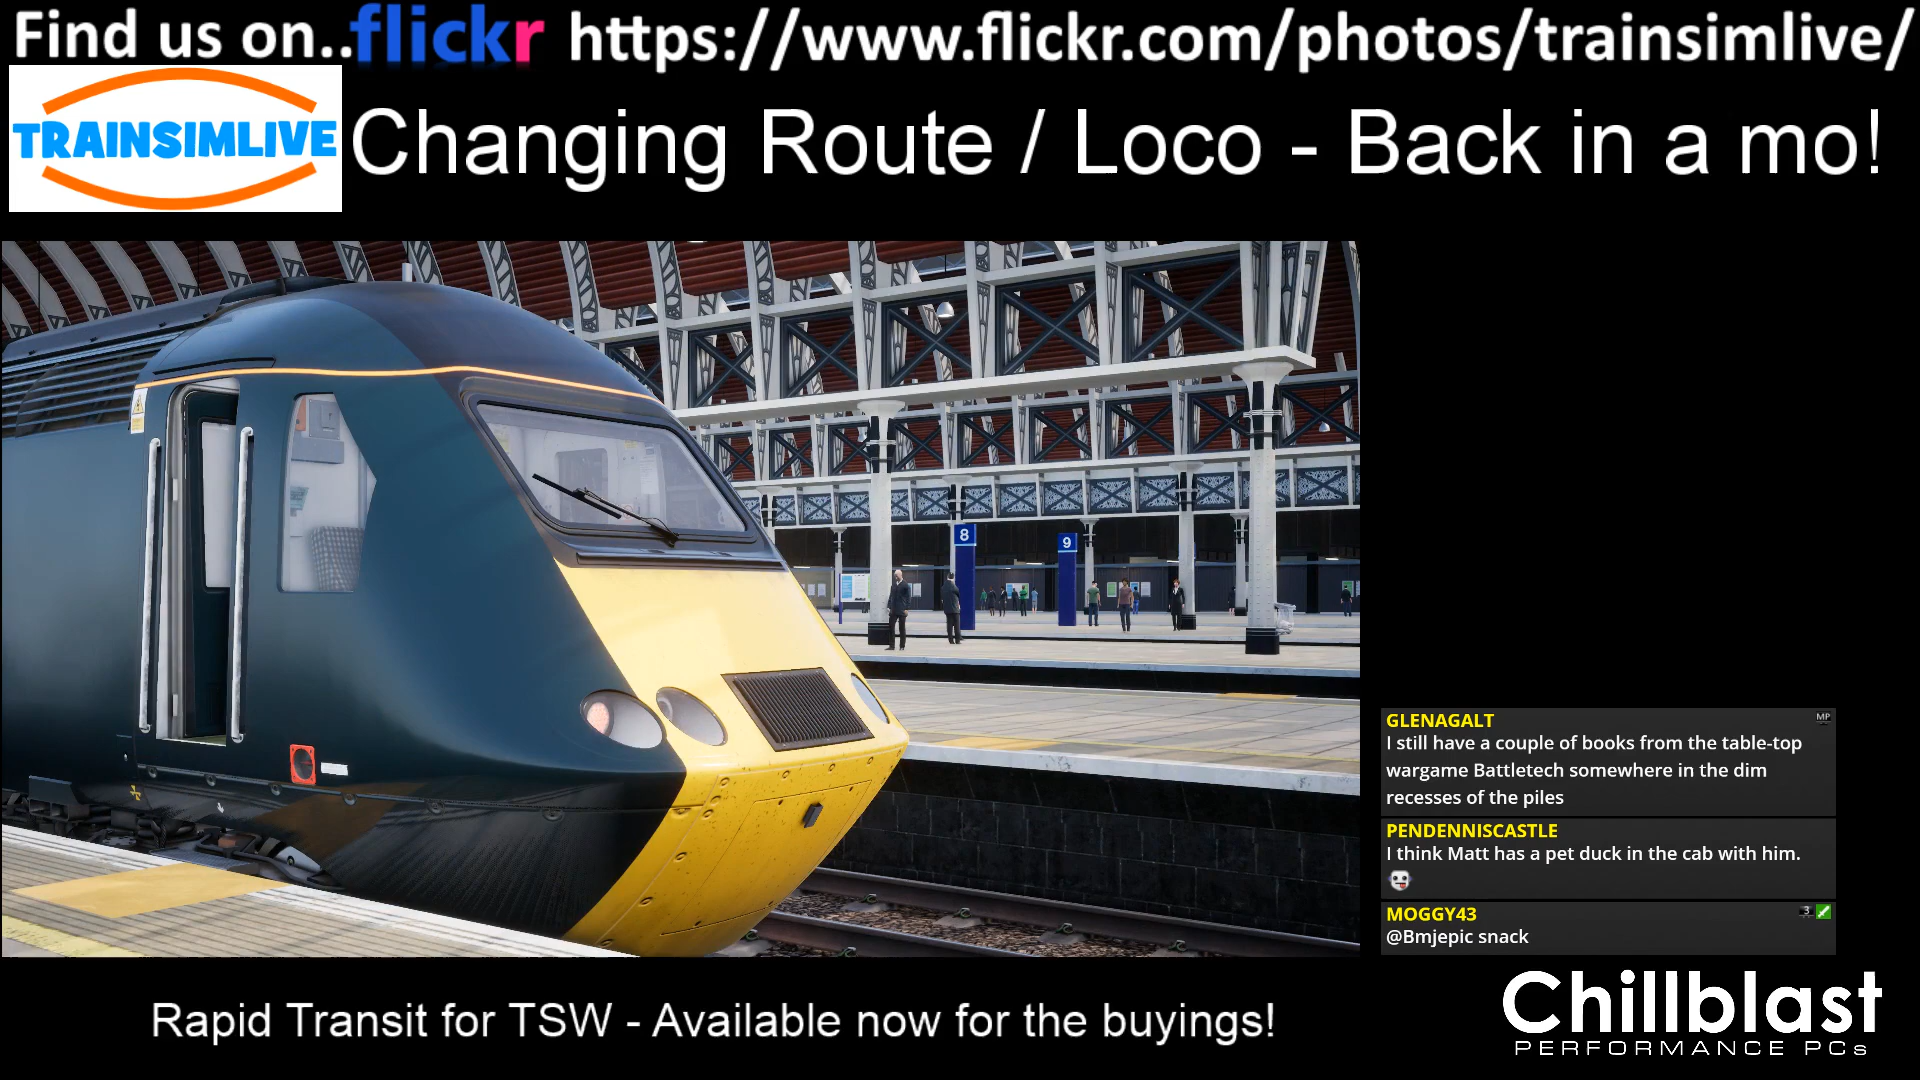 Find us on..flickr https://www.flickr.com/photos/trainsimlive/
TRAINSIMLIVE
Changing Route / Loco - Back in a mo!
8
9
GLENAGALT
MP
I still have a couple of books from the table-top
wargame Battletech somewhere in the dim
recesses of the piles
PENDENNISCASTLE
I think Matt has a pet duck in the cab with him.
MOGGY43
3
@Bmjepic snack
Rapid Transit for TSW - Available now for the buyings!
Chillblast
PERFORMANCE PCs